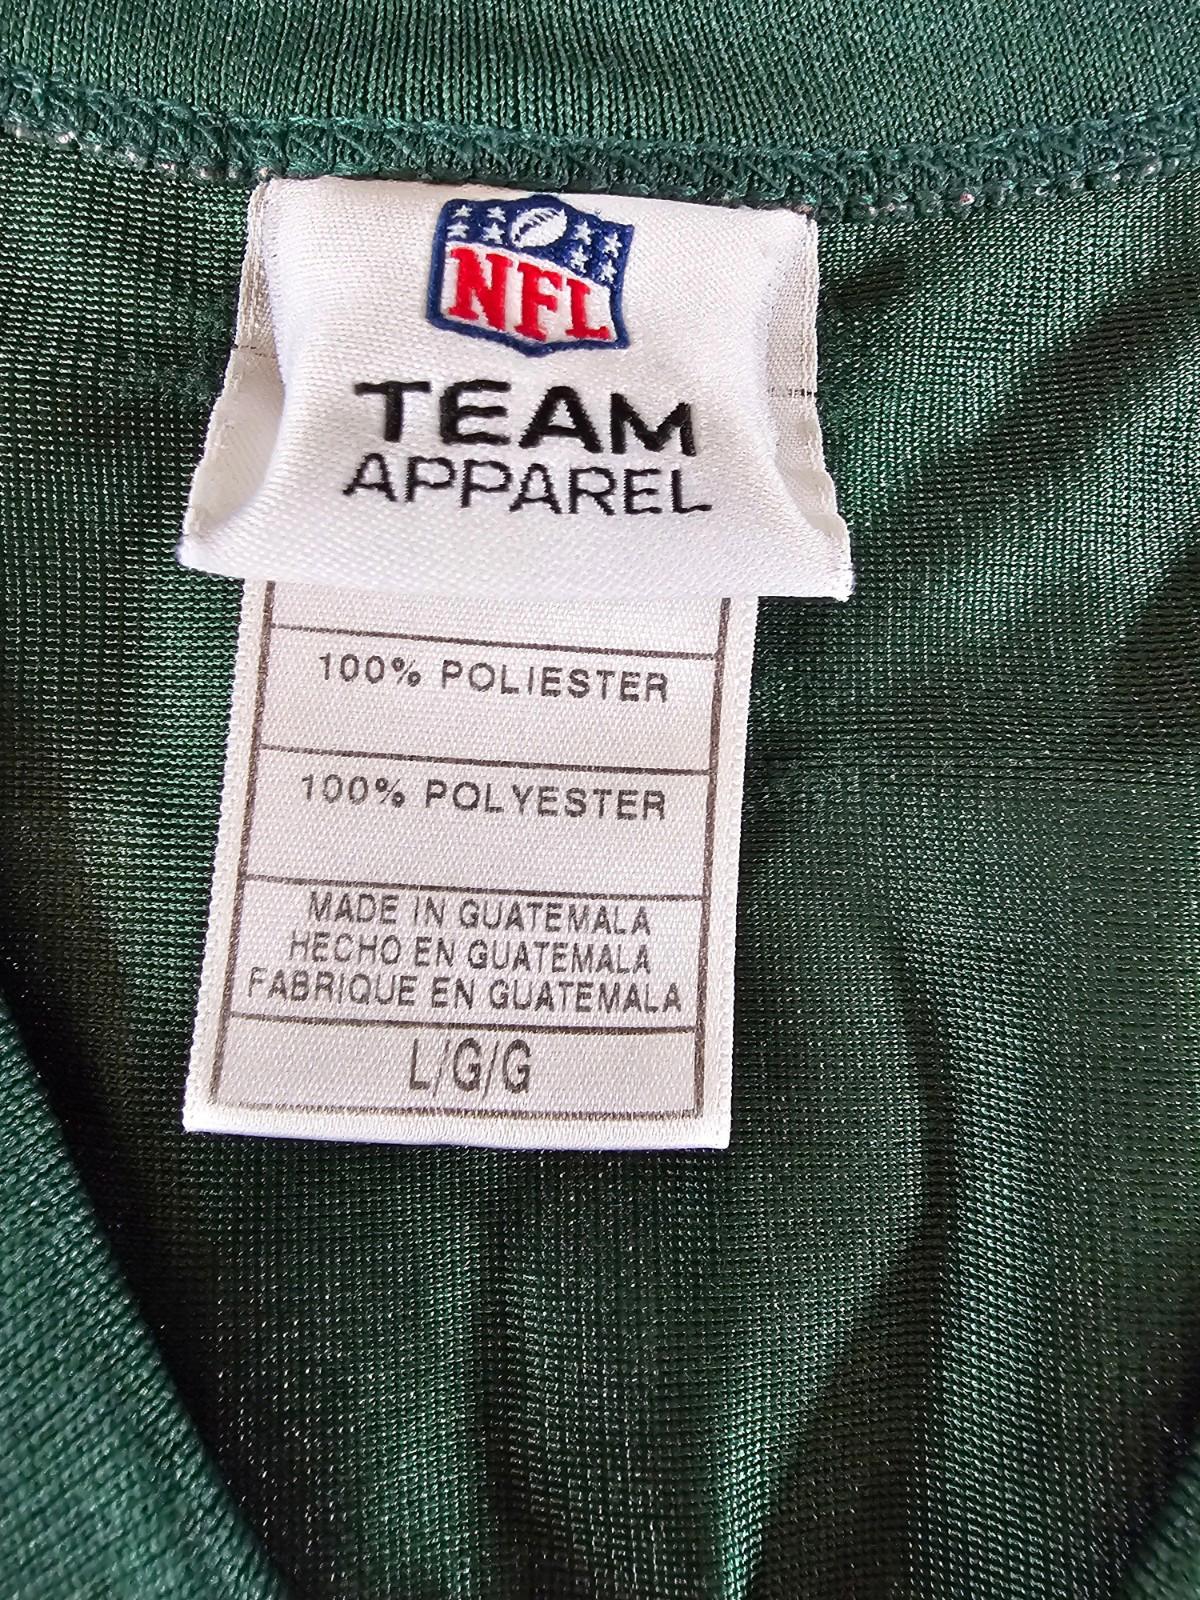 NFL
TEAM
APPAREL
100% POLIESTER
100% POLYESTER
MADE IN GUATEMALA
HECHO EN GUATEMALA
FABRIQUE EN GUATEMALA
L/G/G